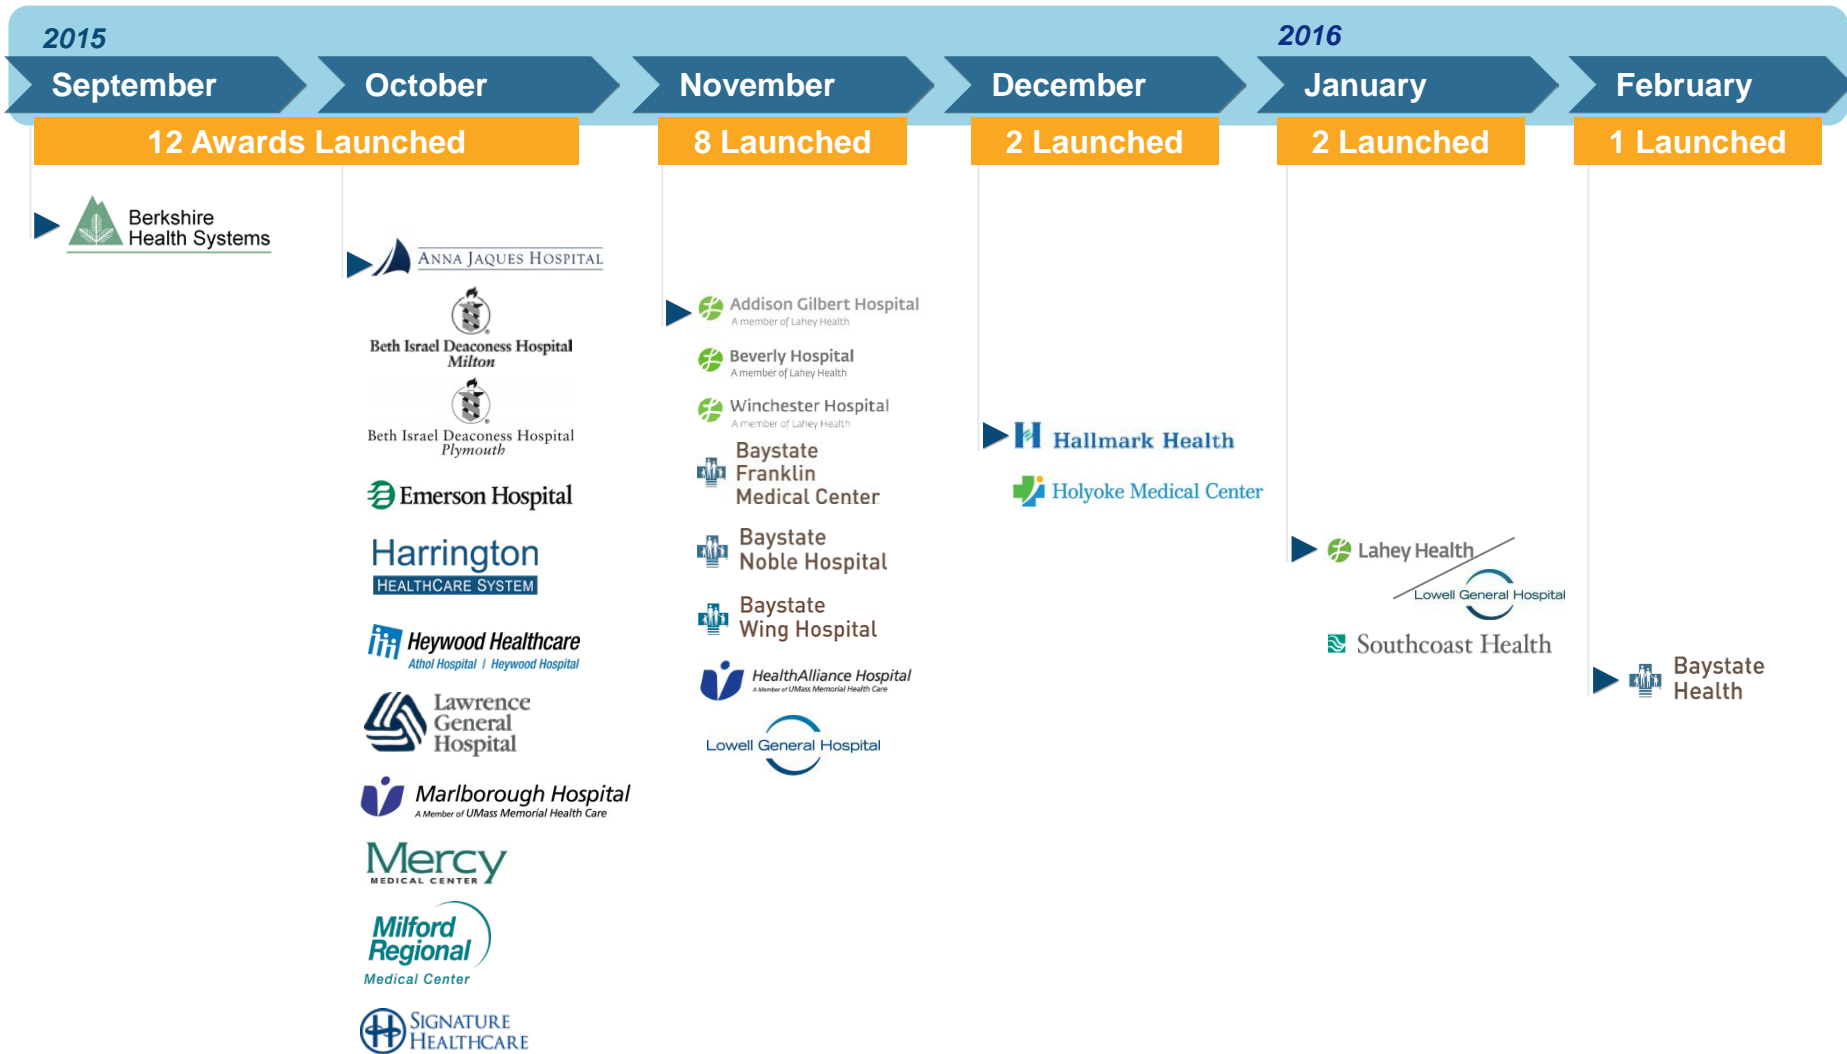 2015
2016
September
October
November
December
January
February
12 Awards Launched
8 Launched
2 Launched
2 Launched
1 Launched
Berkshire
Health Systems
ANNA JAQUES HOSPITAL
Beth Israel Deaconess Hospital
Milton
Beth Israel Deaconess Hospital
Plymouth
Emerson Hospital
Harrington
HEALTHCARE SYSTEM
Heywood Healthcare
Athol Hospital | Heywood Hospital
Lawrence
General
Hospital
Marlborough Hospital
A Member of UMass Memorial Health Care
Mercy
MEDICAL CENTER
Milford
Regional
Medical Center
SIGNATURE
HEALTHCARE
Addison Gilbert Hospital
A member of Lahey Health
Beverly Hospital
A member of Lahey Health
Winchester Hospital
A member of Lahey Health
Baystate
Franklin
Medical Center
Baystate
Noble Hospital
Baystate
Wing Hospital
HealthAlliance Hospital
A Member of UMass Memorial Health Care
Lowell General Hospital
Hallmark Health
Holyoke Medical Center
Lahey Health
Lowell General Hospital
Southcoast Health
Baystate
Health